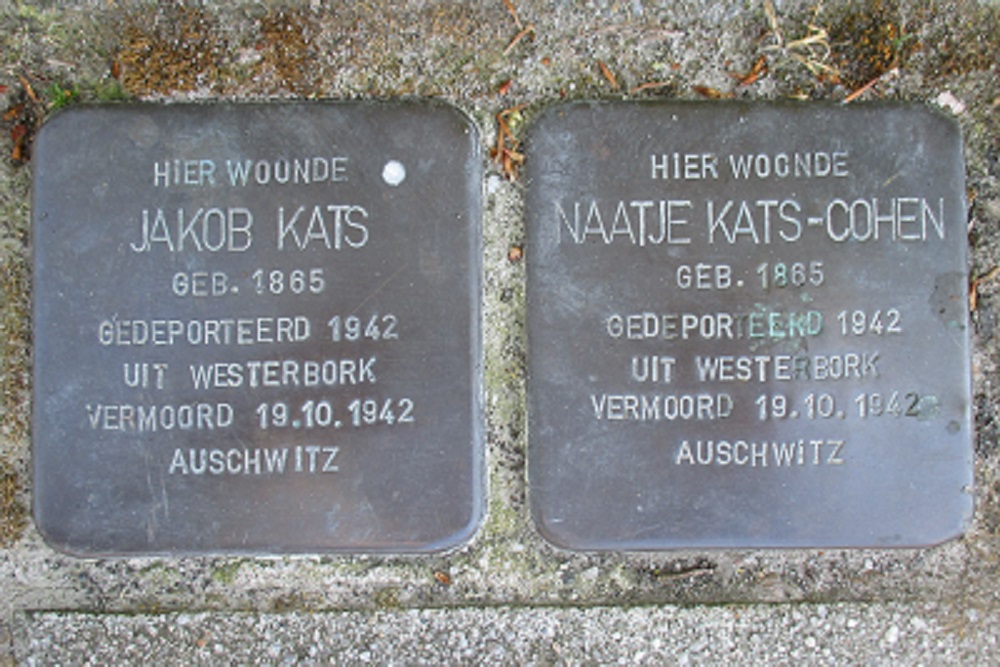 HIER WOONDE
JAKOB KATS
GEB. 1865
GEDEPORTEERD 1942
UIT WESTERBORK
VERMOORD 19.10.1942
AUSCHWITZ
HIER WOONDE
NAATJE KATS-COHEN
GEB. 1865
GEDEPORTEERD 1942
UIT WESTERBORK
VERMOORD 19.10.1942
AUSCHWITZ